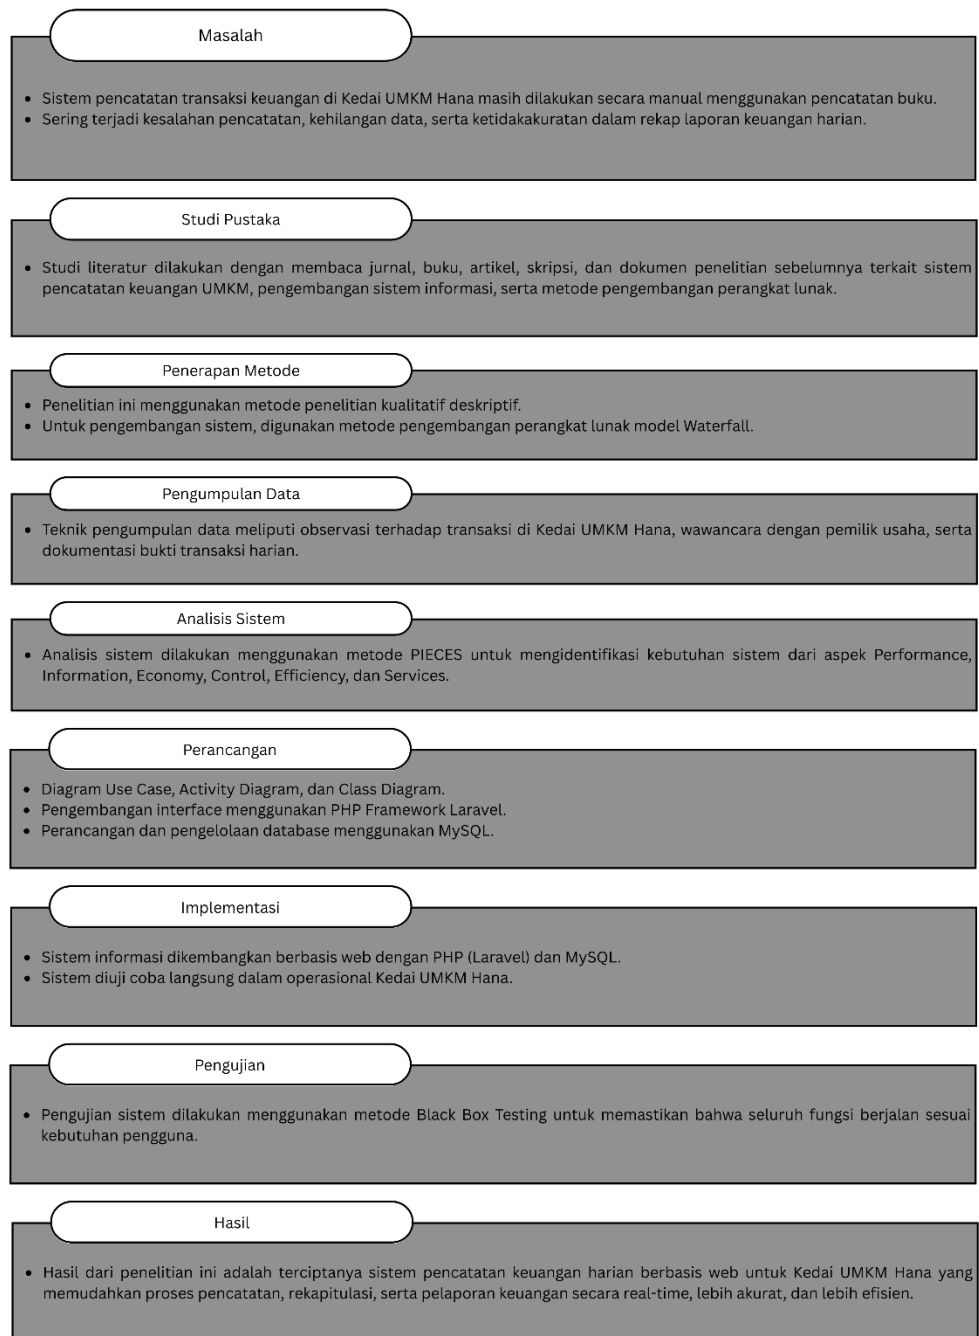 Masalah
• Sistem pencatatan transaksi keuangan di Kedai UMKM Hana masih dilakukan secara manual menggunakan pencatatan buku.
• Sering terjadi kesalahan pencatatan, kehilangan data, serta ketidakakuratan dalam rekap laporan keuangan harian.
Studi Pustaka
• Studi literatur dilakukan dengan membaca jurnal, buku, artikel, skripsi, dan dokumen penelitian sebelumnya terkait sistem
pencatatan keuangan UMKM, pengembangan sistem informasi, serta metode pengembangan perangkat lunak.
Penerapan Metode
• Penelitian ini menggunakan metode penelitian kualitatif deskriptif.
• Untuk pengembangan sistem, digunakan metode pengembangan perangkat lunak model Waterfall.
Pengumpulan Data
• Teknik pengumpulan data meliputi observasi terhadap transaksi di Kedai UMKM Hana, wawancara dengan pemilik usaha, serta
dokumentasi bukti transaksi harian.
Analisis Sistem
• Analisis sistem dilakukan menggunakan metode PIECES untuk mengidentifikasi kebutuhan sistem dari aspek Performance,
Information, Economy, Control, Efficiency, dan Services.
Perancangan
• Diagram Use Case, Activity Diagram, dan Class Diagram.
• Pengembangan interface menggunakan PHP Framework Laravel.
• Perancangan dan pengelolaan database menggunakan MySQL.
Implementasi
• Sistem informasi dikembangkan berbasis web dengan PHP (Laravel) dan MySQL.
• Sistem diuji coba langsung dalam operasional Kedai UMKM Hana.
Pengujian
• Pengujian sistem dilakukan menggunakan metode Black Box Testing untuk memastikan bahwa seluruh fungsi berjalan sesuai
kebutuhan pengguna.
Hasil
• Hasil dari penelitian ini adalah terciptanya sistem pencatatan keuangan harian berbasis web untuk Kedai UMKM Hana yang
memudahkan proses pencatatan, rekapitulasi, serta pelaporan keuangan secara real-time, lebih akurat, dan lebih efisien.